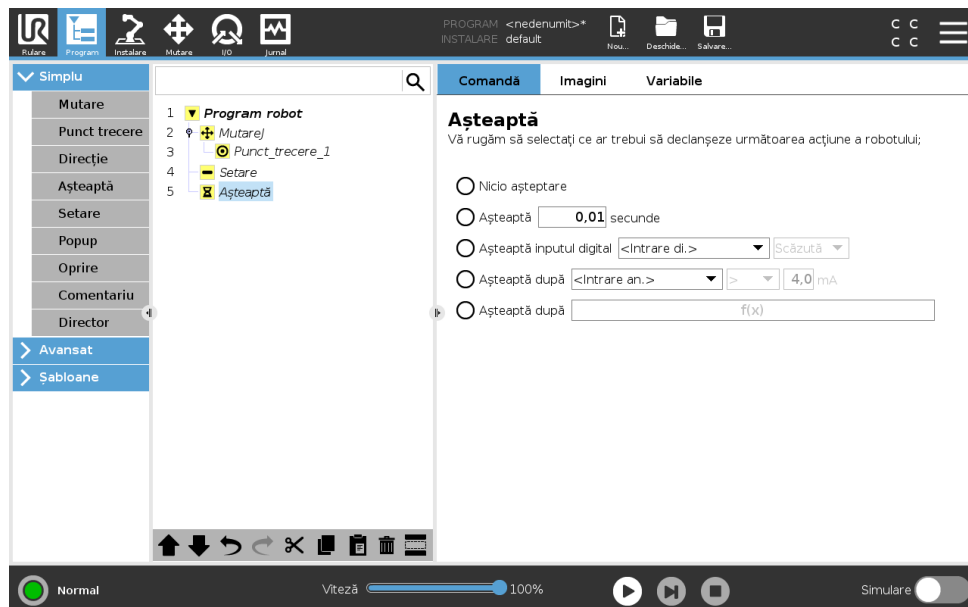 UR
Rulare Program Instalare Mutare I/O Jurnal
PROGRAM <nedenumit>*
INSTALARE default
Nou... Deschide... Salvare...
C C
C C
Simplu
Mutare
Punct trecere
Direcție
Așteaptă
Setare
Popup
Oprire
Comentariu
Director
Avansat
Șabloane
1 Program robot
2 MutareJ
3 Punct_trecere_1
4 Setare
5 Așteaptă
Comandă Imagini Variabile
Așteaptă
Vă rugăm să selectați ce ar trebui să declanșeze următoarea acțiune a robotului;
Nicio așteptare
Așteaptă 0,01 secunde
Așteaptă inputul digital <Intrare di.> Scăzută
Așteaptă după <Intrare an.> > 4,0 mA
Așteaptă după f(x)
Normal
Viteză 100%
Simulare